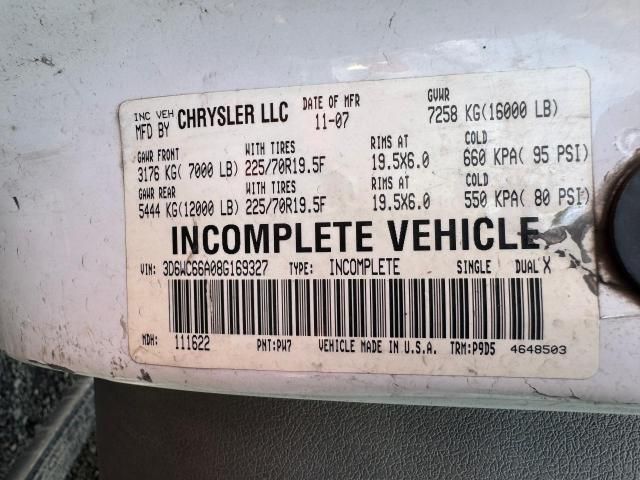 INC VEH MFD BY CHRYSLER LLC DATE OF MFR 11-07 GVWR 7258 KG(16000 LB)
GAWR FRONT WITH TIRES RIMS AT COLD
3176 KG( 7000 LB) 225/70R19.5F 19.5X6.0 660 KPA( 95 PSI)
GAWR REAR WITH TIRES RIMS AT COLD
5444 KG(12000 LB) 225/70R19.5F 19.5X6.0 550 KPA( 80 PSI)
INCOMPLETE VEHICLE
VIN: 3D6WC66A08G169327 TYPE: INCOMPLETE SINGLE DUAL X
MDH: 111622 PNT:PW7 VEHICLE MADE IN U.S.A. TRM:P9D5 4648503